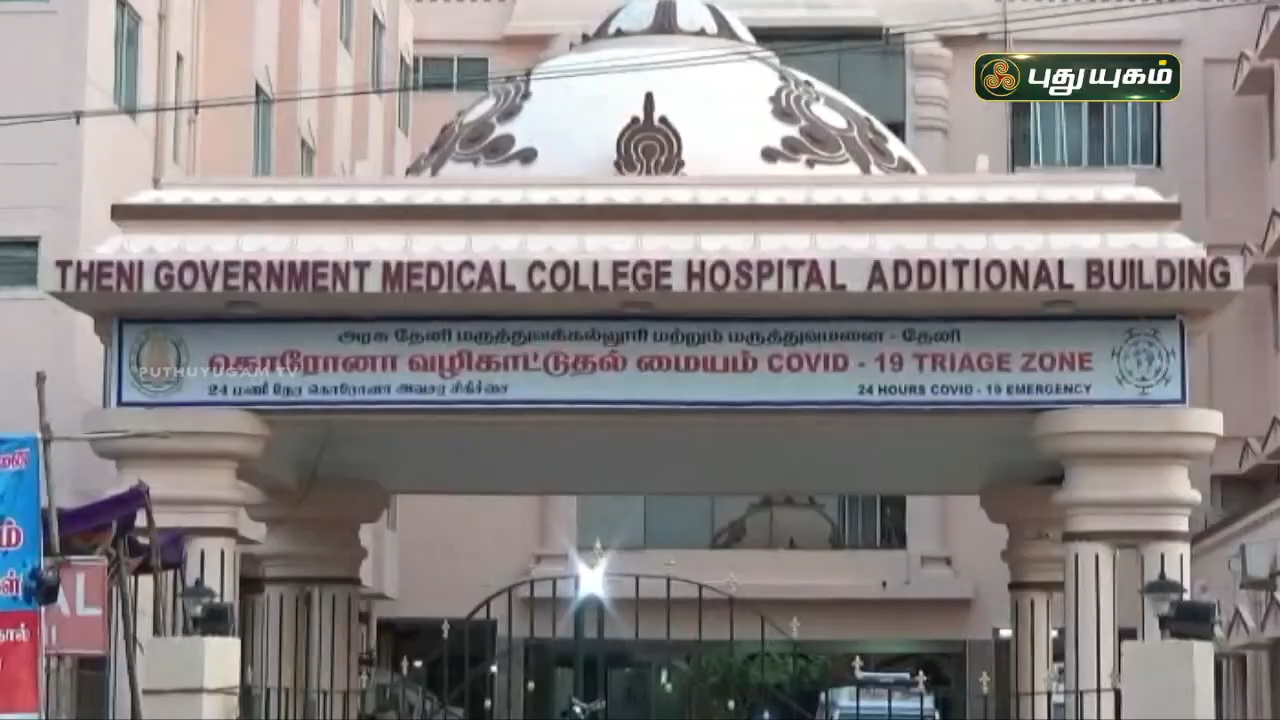 புதுயுகம்
THENI GOVERNMENT MEDICAL COLLEGE HOSPITAL ADDITIONAL BUILDING
அரசு தேனி மருத்துவக்கல்லூரி மற்றும் மருத்துவமனை - தேனி
கொரோனா வழிகாட்டுதல் மையம் COVID - 19 TRIAGE ZONE
PUTHUYUGAM TV
24 மணி நேர கொரோனா அவசர சிகிச்சை 24 HOURS COVID - 19 EMERGENCY
AL